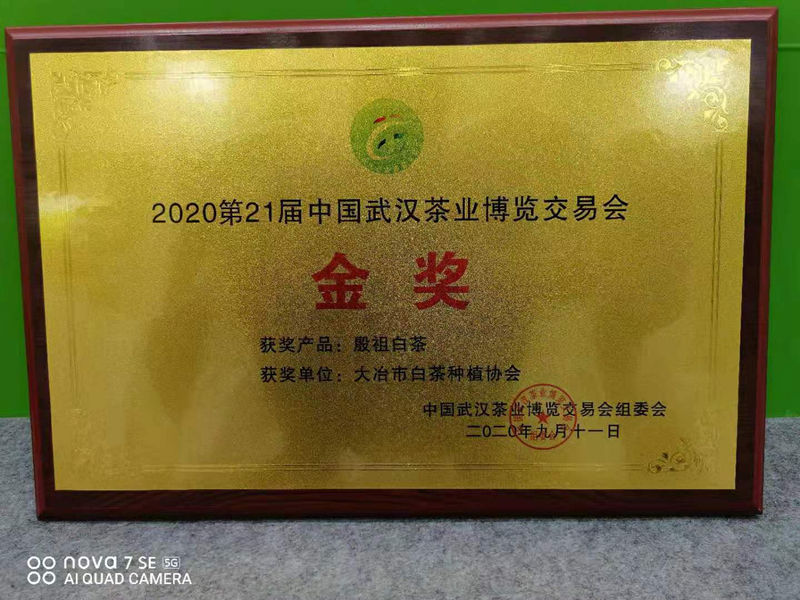 2020第21届中国武汉茶业博览交易会
金奖
获奖产品：殷祖白茶
获奖单位：大冶市白茶种植协会
中国武汉茶业博览交易会组委会
二〇二〇年九月十一日
nova 7 SE 5G
AI QUAD CAMERA